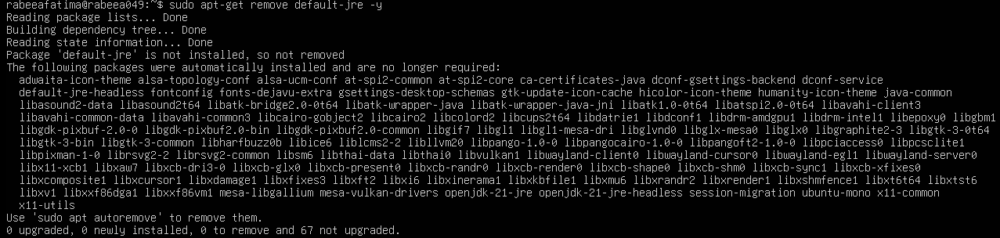 rabeeafatima@rabeea049:~$ sudo apt-get remove default-jre -y
Reading package lists... Done
Building dependency tree... Done
Reading state information... Done
Package 'default-jre' is not installed, so not removed
The following packages were automatically installed and are no longer required:
  adwaita-icon-theme alsa-topology-conf alsa-ucm-conf at-spi2-common at-spi2-core ca-certificates-java dconf-gsettings-backend dconf-service
  default-jre-headless fontconfig fonts-dejavu-extra gsettings-desktop-schemas gtk-update-icon-cache hicolor-icon-theme humanity-icon-theme java-common
  libasound2-data libasound2t64 libatk-bridge2.0-0t64 libatk-wrapper-java libatk-wrapper-java-jni libatk1.0-0t64 libatspi2.0-0t64 libavahi-client3
  libavahi-common-data libavahi-common3 libcairo-gobject2 libcairo2 libcolord2 libcups2t64 libdatrie1 libdconf1 libdrm-amdgpu1 libdrm-intel1 libepoxy0 libgbm1
  libgdk-pixbuf-2.0-0 libgdk-pixbuf2.0-bin libgdk-pixbuf2.0-common libgif7 libgl1 libgl1-mesa-dri libglvnd0 libglx-mesa0 libglx0 libgraphite2-3 libgtk-3-0t64
  libgtk-3-bin libgtk-3-common libharfbuzz0b libice6 liblcms2-2 libllvm20 libpango-1.0-0 libpangocairo-1.0-0 libpangoft2-1.0-0 libpciaccess0 libpcsclite1
  libpixman-1-0 librsvg2-2 librsvg2-common libsm6 libthai-data libthai0 libvulkan1 libwayland-client0 libwayland-cursor0 libwayland-egl1 libwayland-server0
  libx11-xcb1 libxaw7 libxcb-dri3-0 libxcb-glx0 libxcb-present0 libxcb-randr0 libxcb-render0 libxcb-shape0 libxcb-shm0 libxcb-sync1 libxcb-xfixes0
  libxcomposite1 libxcursor1 libxdamage1 libxfixes3 libxft2 libxi6 libxinerama1 libxkbfile1 libxmu6 libxrandr2 libxrender1 libxshmfence1 libxt6t64 libxtst6
  libxv1 libxxf86dga1 libxxf86vm1 mesa-libgallium mesa-vulkan-drivers openjdk-21-jre openjdk-21-jre-headless session-migration ubuntu-mono x11-common
  x11-utils
Use 'sudo apt autoremove' to remove them.
0 upgraded, 0 newly installed, 0 to remove and 67 not upgraded.